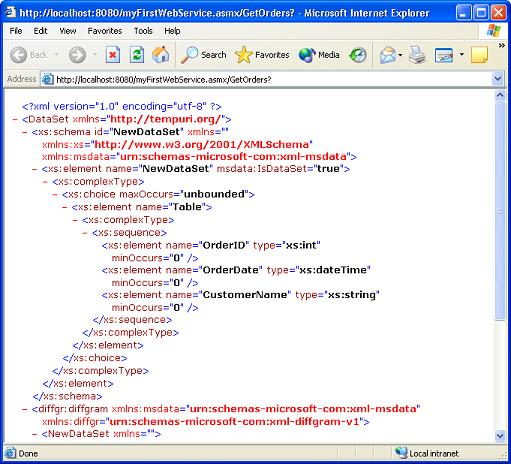 http://localhost:8080/myFirstWebService.asmx/GetOrders? - Microsoft Internet Explorer
File Edit View Favorites Tools Help
Back Search Favorites Media
Address http://localhost:8080/myFirstWebService.asmx/GetOrders?
<?xml version="1.0" encoding="utf-8" ?>
- <DataSet xmlns="http://tempuri.org/">
- <xs:schema id="NewDataSet" xmlns=""
xmlns:xs="http://www.w3.org/2001/XMLSchema"
xmlns:msdata="urn:schemas-microsoft-com:xml-msdata">
- <xs:element name="NewDataSet" msdata:IsDataSet="true">
- <xs:complexType>
- <xs:choice maxOccurs="unbounded">
- <xs:element name="Table">
- <xs:complexType>
- <xs:sequence>
<xs:element name="OrderID" type="xs:int"
minOccurs="0" />
<xs:element name="OrderDate" type="xs:dateTime"
minOccurs="0" />
<xs:element name="CustomerName" type="xs:string"
minOccurs="0" />
</xs:sequence>
</xs:complexType>
</xs:element>
</xs:choice>
</xs:complexType>
</xs:element>
</xs:schema>
- <diffgr:diffgram xmlns:msdata="urn:schemas-microsoft-com:xml-msdata"
xmlns:diffgr="urn:schemas-microsoft-com:xml-diffgram-v1">
- <NewDataSet xmlns="">
Done Local intranet